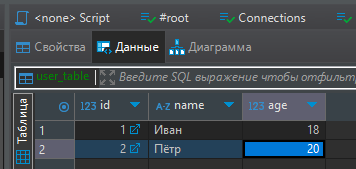 <none> Script #root Connections
Свойства Данные Диаграмма
user_table Введите SQL выражение чтобы отфильтр
Таблица
123 id A-Z name 123 age
1 1 Иван 18
2 2 Пётр 20